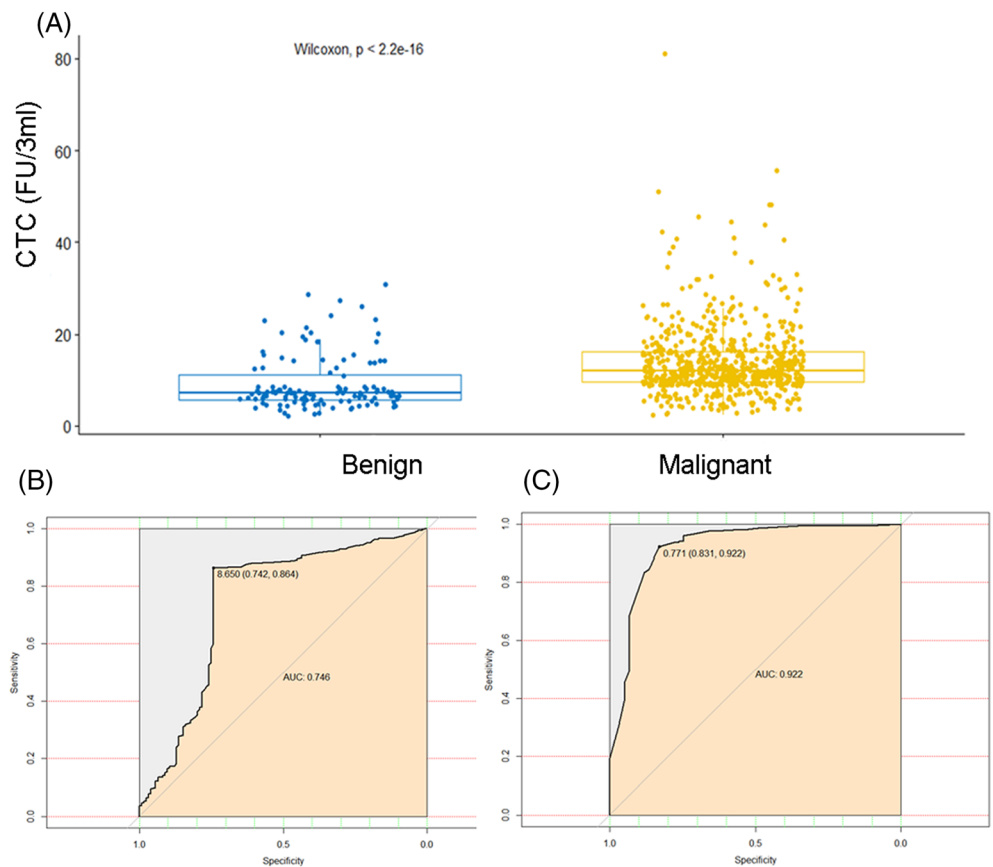 (A)
Wilcoxon, p < 2.2e-16
CTC (FU/3ml)
80
60
40
20
0
Benign
Malignant
(B)
8.650 (0.742, 0.864)
AUC: 0.746
Sensitivity
1.0
0.8
0.6
0.4
0.2
0.0
1.0
0.5
0.0
Specificity
(C)
0.771 (0.831, 0.922)
AUC: 0.922
Sensitivity
1.0
0.8
0.6
0.4
0.2
0.0
1.0
0.5
0.0
Specificity